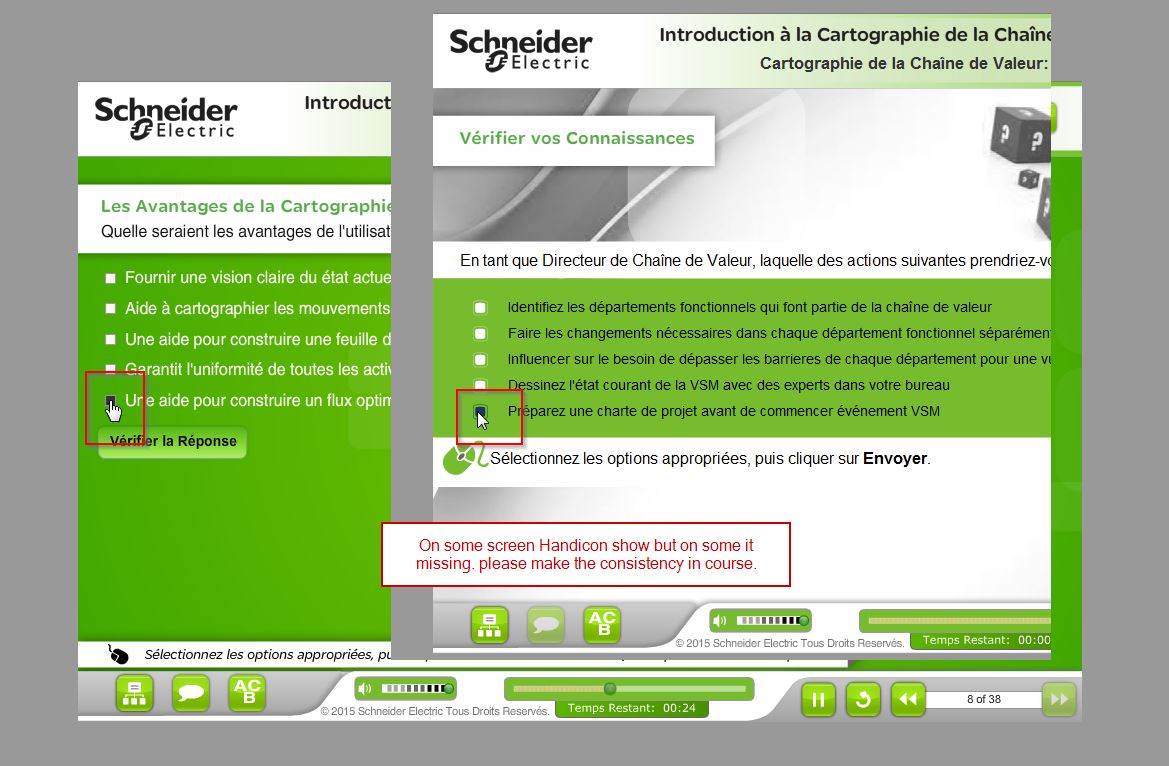 Schneider
Electric
Introduct
Les Avantages de la Cartographie
Quelle seraient les avantages de l'utilisat
Fournir une vision claire du état actue
Aide à cartographier les mouvements
Une aide pour construire une feuille d
Garantit l'uniformité de toutes les activ
Une aide pour construire un flux optim
Vérifier la Réponse
Sélectionnez les options appropriées, pu
Schneider
Electric
Introduction à la Cartographie de la Chaîne
Cartographie de la Chaîne de Valeur:
Vérifier vos Connaissances
En tant que Directeur de Chaîne de Valeur, laquelle des actions suivantes prendriez-vo
Identifiez les départements fonctionnels qui font partie de la chaîne de valeur
Faire les changements nécessaires dans chaque département fonctionnel séparément
Influencer sur le besoin de dépasser les barrieres de chaque département pour une vu
Dessinez l'état courant de la VSM avec des experts dans votre bureau
Préparez une charte de projet avant de commencer événement VSM
Sélectionnez les options appropriées, puis cliquer sur Envoyer.
On some screen Handicon show but on some it
missing. please make the consistency in course.
AC
B
© 2015 Schneider Electric Tous Droits Reservés.
Temps Restant: 00:00
AC
B
© 2015 Schneider Electric Tous Droits Reservés.
Temps Restant: 00:24
8 of 38